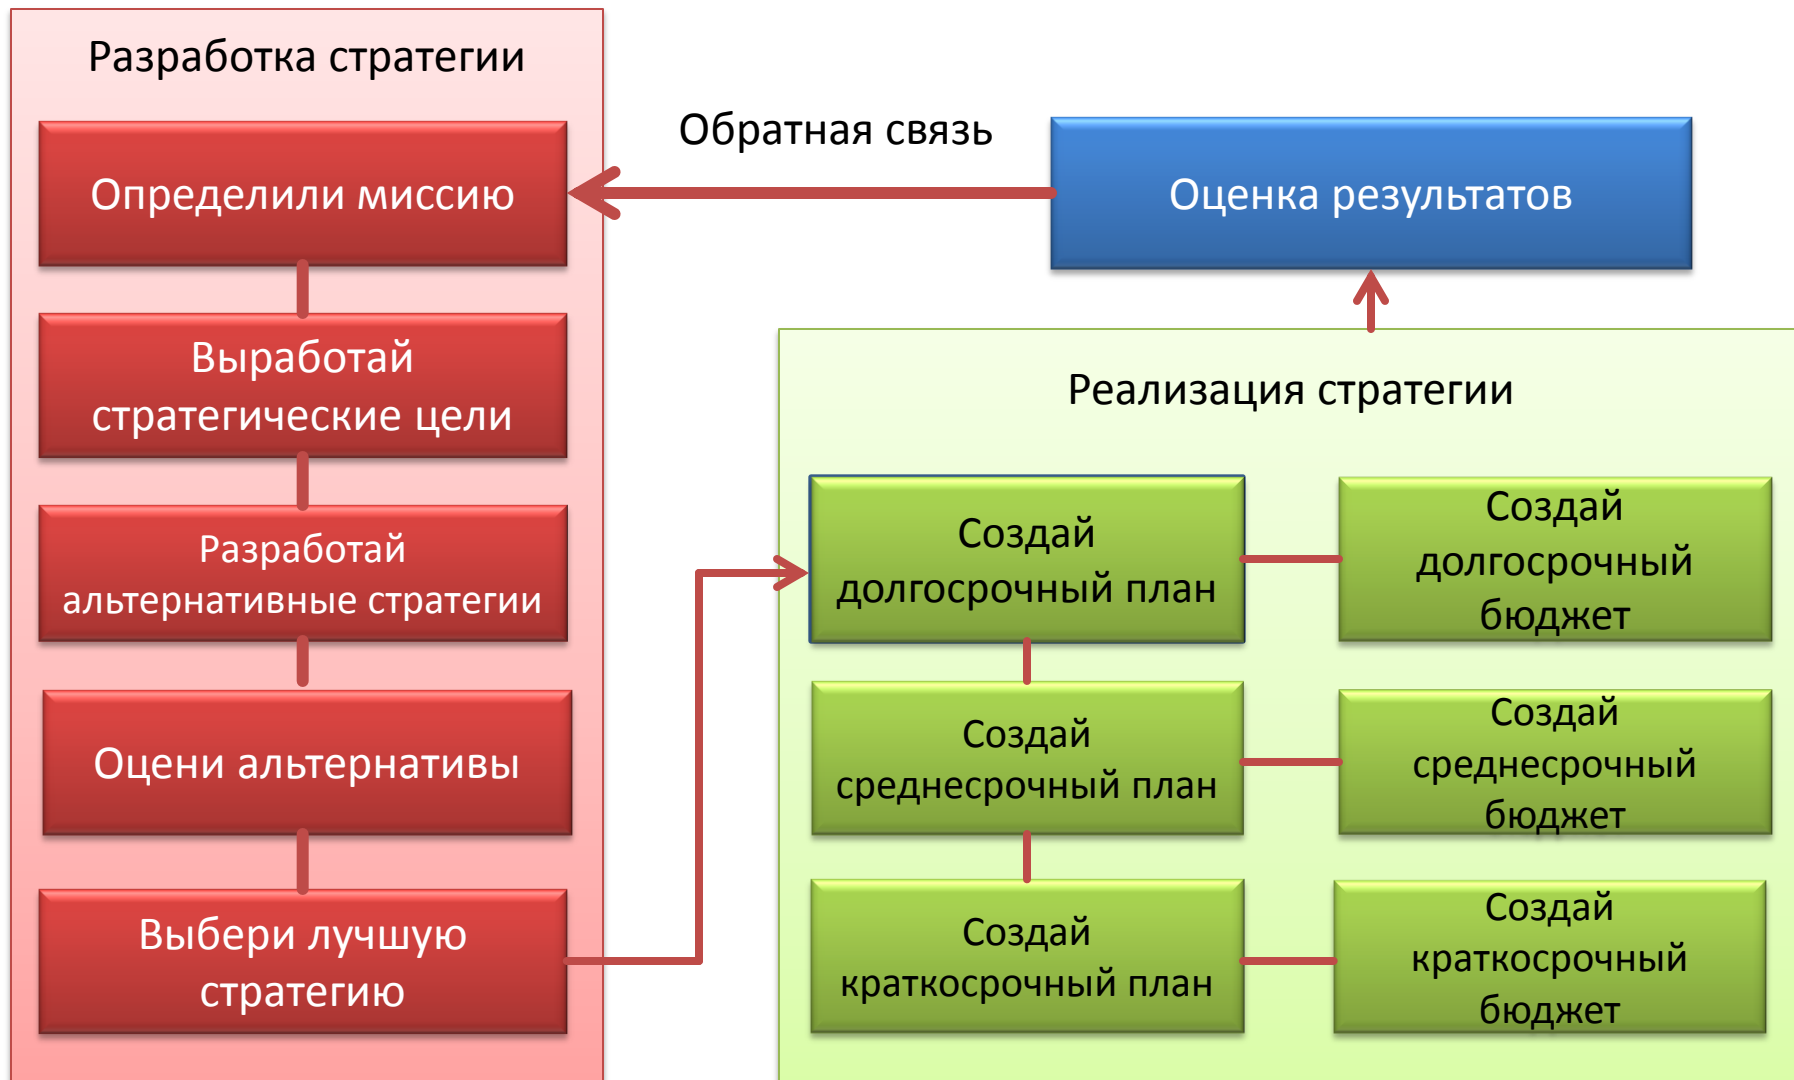 Разработка стратегии
Определили миссию
Выработай
стратегические цели
Разработай
альтернативные стратегии
Оцени альтернативы
Выбери лучшую
стратегию
Обратная связь
Оценка результатов
Реализация стратегии
Создай
долгосрочный план
Создай
долгосрочный
бюджет
Создай
среднесрочный план
Создай
среднесрочный
бюджет
Создай
краткосрочный план
Создай
краткосрочный
бюджет